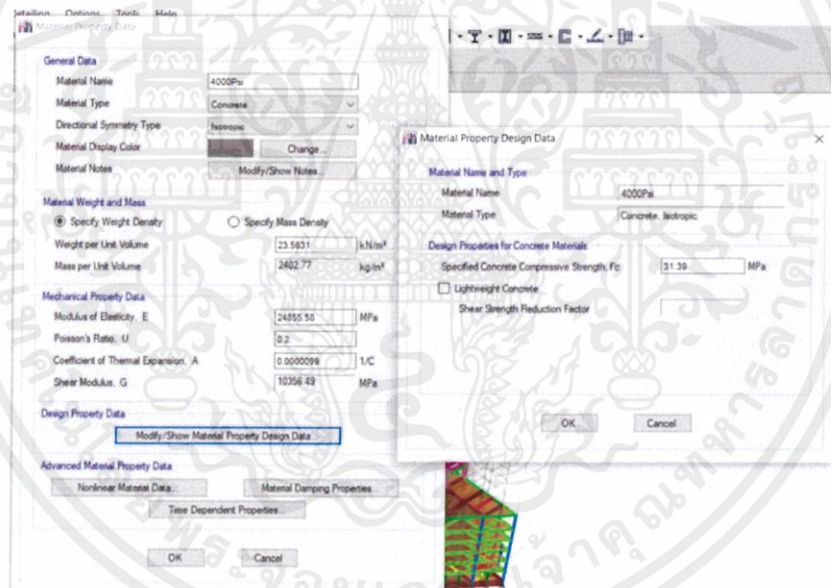 Detailing Options Tools Help
Material Property Data
General Data
Material Name 4000Psi
Material Type Concrete
Directional Symmetry Type Isotropic
Material Display Color Change...
Material Notes Modify/Show Notes...
Material Weight and Mass
Specify Weight Density Specify Mass Density
Weight per Unit Volume 23.5631 kN/m³
Mass per Unit Volume 2402.77 kg/m³
Mechanical Property Data
Modulus of Elasticity, E 24855.58 MPa
Poisson's Ratio, U 0.2
Coefficient of Thermal Expansion, A 0.0000099 1/C
Shear Modulus, G 10356.49 MPa
Design Property Data
Modify/Show Material Property Design Data...
Advanced Material Property Data
Nonlinear Material Data... Material Damping Properties...
Time Dependent Properties...
OK Cancel
Material Property Design Data
Material Name and Type
Material Name 4000Psi
Material Type Concrete, Isotropic
Design Properties for Concrete Materials
Specified Concrete Compressive Strength, f'c 31.39 MPa
Lightweight Concrete
Shear Strength Reduction Factor
OK Cancel